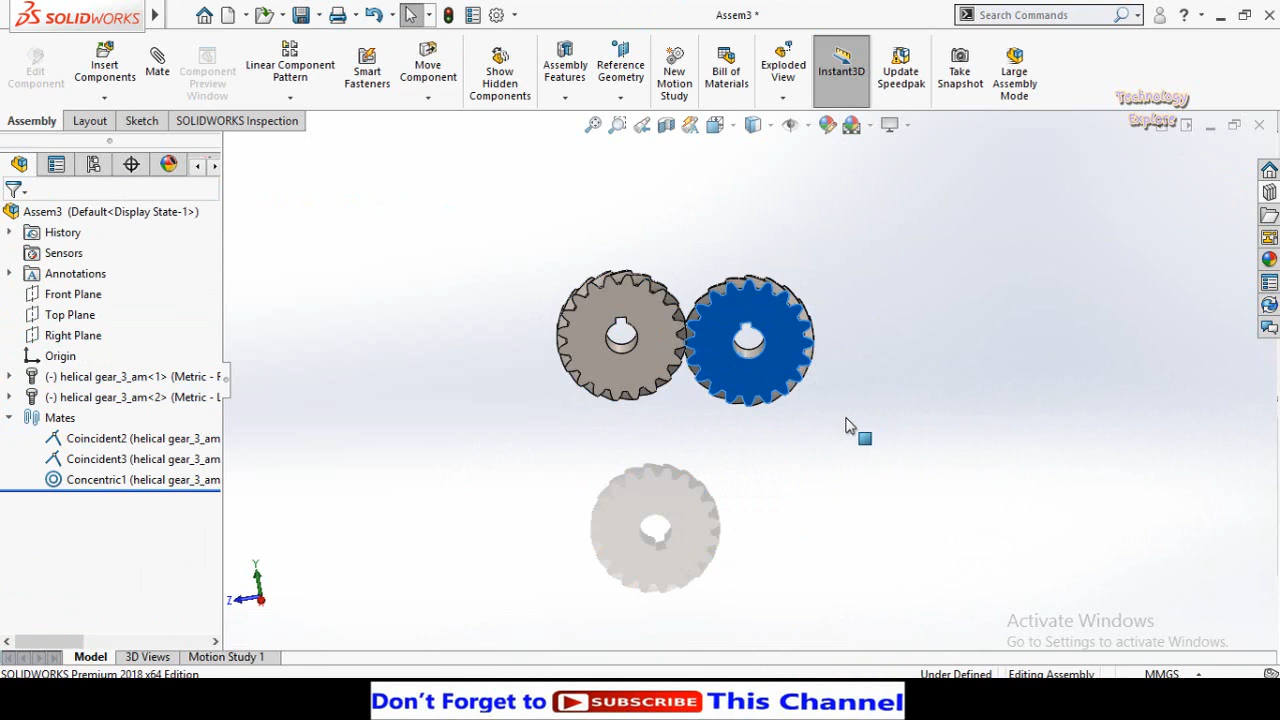 SOLIDWORKS
Assem3 *
Search Commands
?
Edit
Component
Insert
Components
Mate
Component
Preview
Window
Linear Component
Pattern
Smart
Fasteners
Move
Component
Show
Hidden
Components
Assembly
Features
Reference
Geometry
New
Motion
Study
Bill of
Materials
Exploded
View
Instant3D
Update
Speedpak
Take
Snapshot
Large
Assembly
Mode
Technology
Explore
Assembly
Layout
Sketch
SOLIDWORKS Inspection
Assem3 (Default<Display State-1>)
History
Sensors
Annotations
Front Plane
Top Plane
Right Plane
Origin
(-) helical gear_3_am<1> (Metric -
(-) helical gear_3_am<2> (Metric -
Mates
Coincident2 (helical gear_3_am
Coincident3 (helical gear_3_am
Concentric1 (helical gear_3_am
Y
Z
Activate Windows
Go to Settings to activate Windows.
Model
3D Views
Motion Study 1
SOLIDWORKS Premium 2018 x64 Edition
Under Defined
Editing Assembly
MMGS
Don't Forget to SUBSCRIBE This Channel